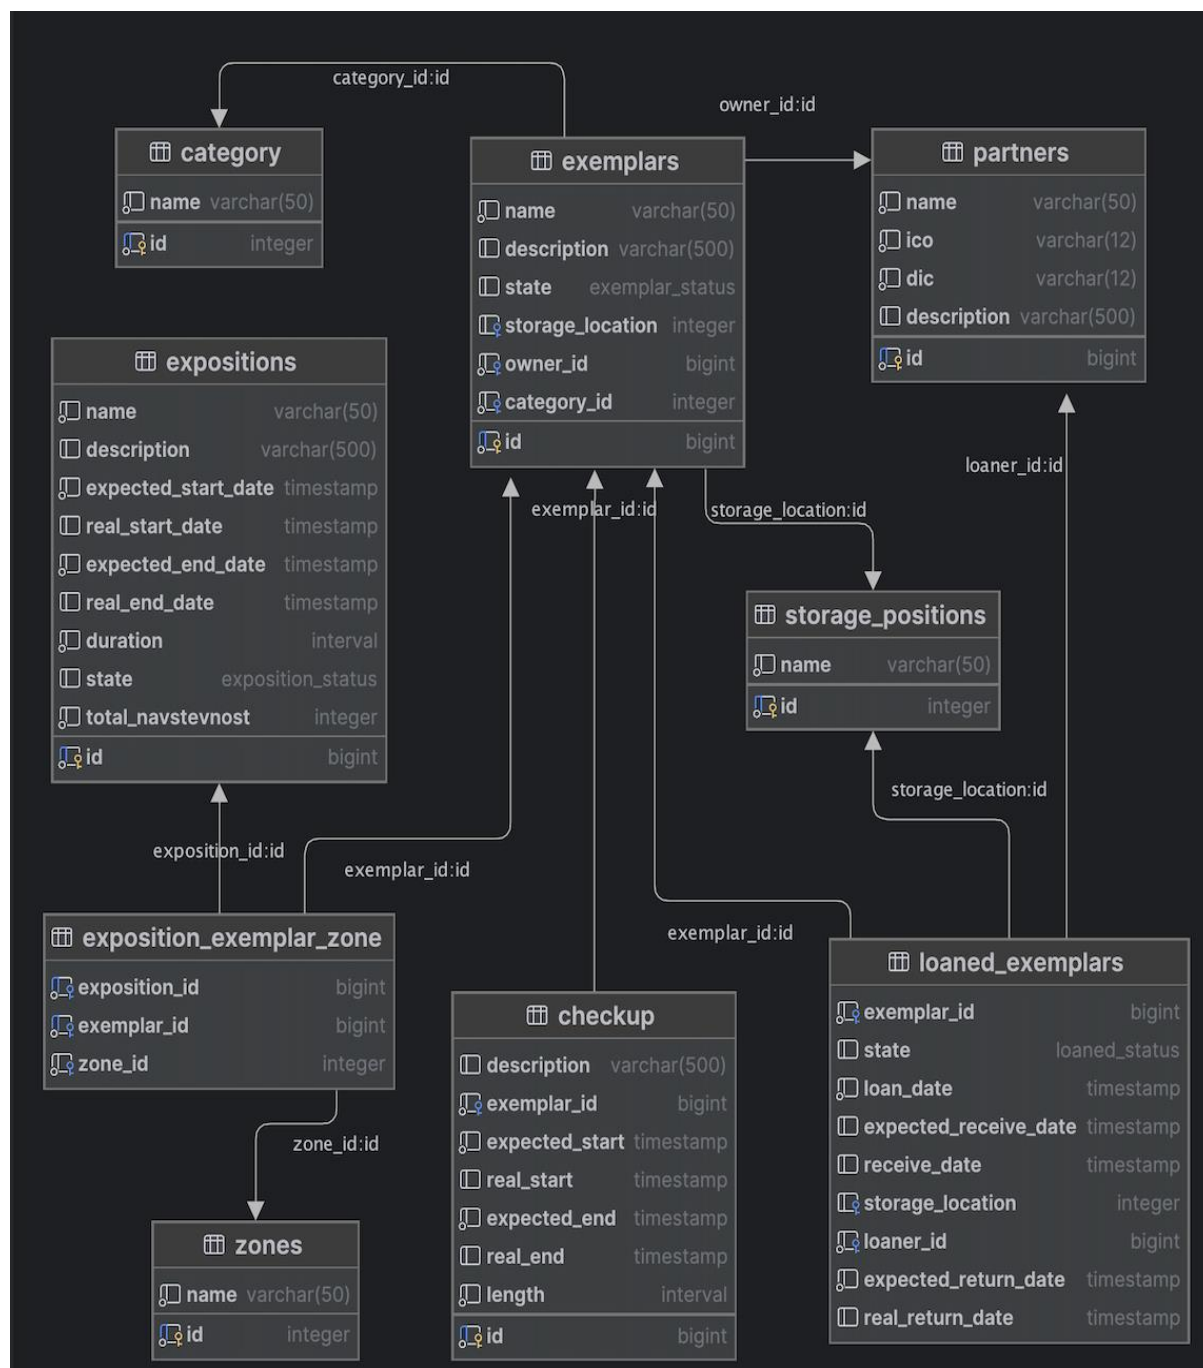 category_id:id
owner_id:id
category
name varchar(50)
id integer
exemplars
name varchar(50)
description varchar(500)
state exemplar_status
storage_location integer
owner_id bigint
category_id integer
id bigint
partners
name varchar(50)
ico varchar(12)
dic varchar(12)
description varchar(500)
id bigint
expositions
name varchar(50)
description varchar(500)
expected_start_date timestamp
real_start_date timestamp
expected_end_date timestamp
real_end_date timestamp
duration interval
state exposition_status
total_navstevnost integer
id bigint
exemplar_id:id
storage_location:id
loaner_id:id
storage_positions
name varchar(50)
id integer
storage_location:id
exposition_id:id
exemplar_id:id
exemplar_id:id
exposition_exemplar_zone
exposition_id bigint
exemplar_id bigint
zone_id integer
zone_id:id
checkup
description varchar(500)
exemplar_id bigint
expected_start timestamp
real_start timestamp
expected_end timestamp
real_end timestamp
length interval
id bigint
loaned_exemplars
exemplar_id bigint
state loaned_status
loan_date timestamp
expected_receive_date timestamp
receive_date timestamp
storage_location integer
loaner_id bigint
expected_return_date timestamp
real_return_date timestamp
zones
name varchar(50)
id integer